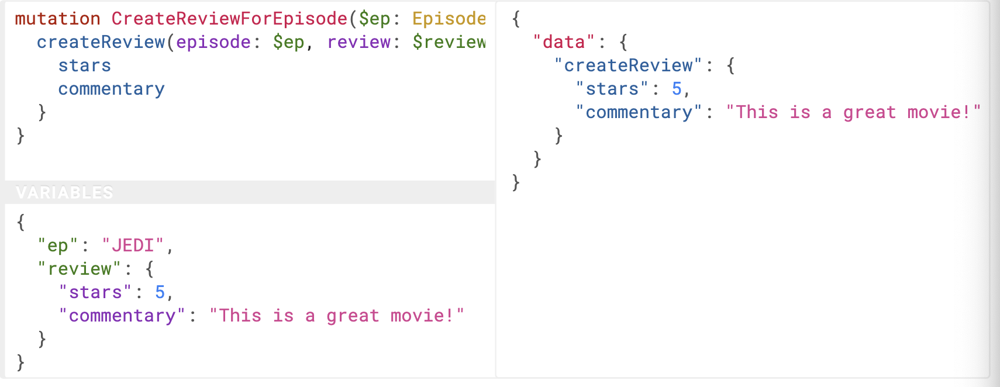 mutation CreateReviewForEpisode($ep: Episode
  createReview(episode: $ep, review: $review
    stars
    commentary
  }
}
VARIABLES
{
  "ep": "JEDI",
  "review": {
    "stars": 5,
    "commentary": "This is a great movie!"
  }
}
{
  "data": {
    "createReview": {
      "stars": 5,
      "commentary": "This is a great movie!"
    }
  }
}